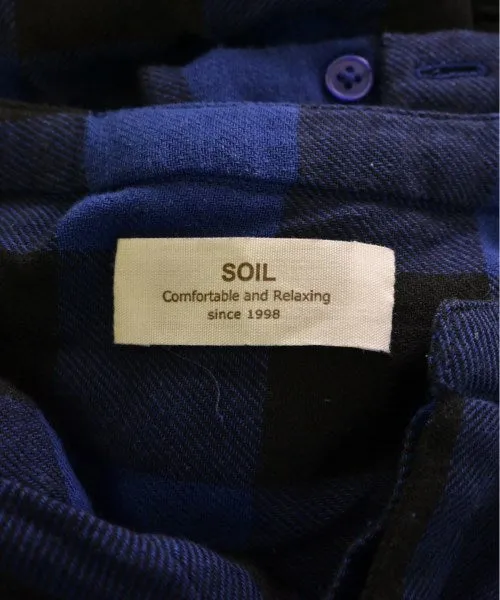 SOIL
Comfortable and Relaxing
since 1998